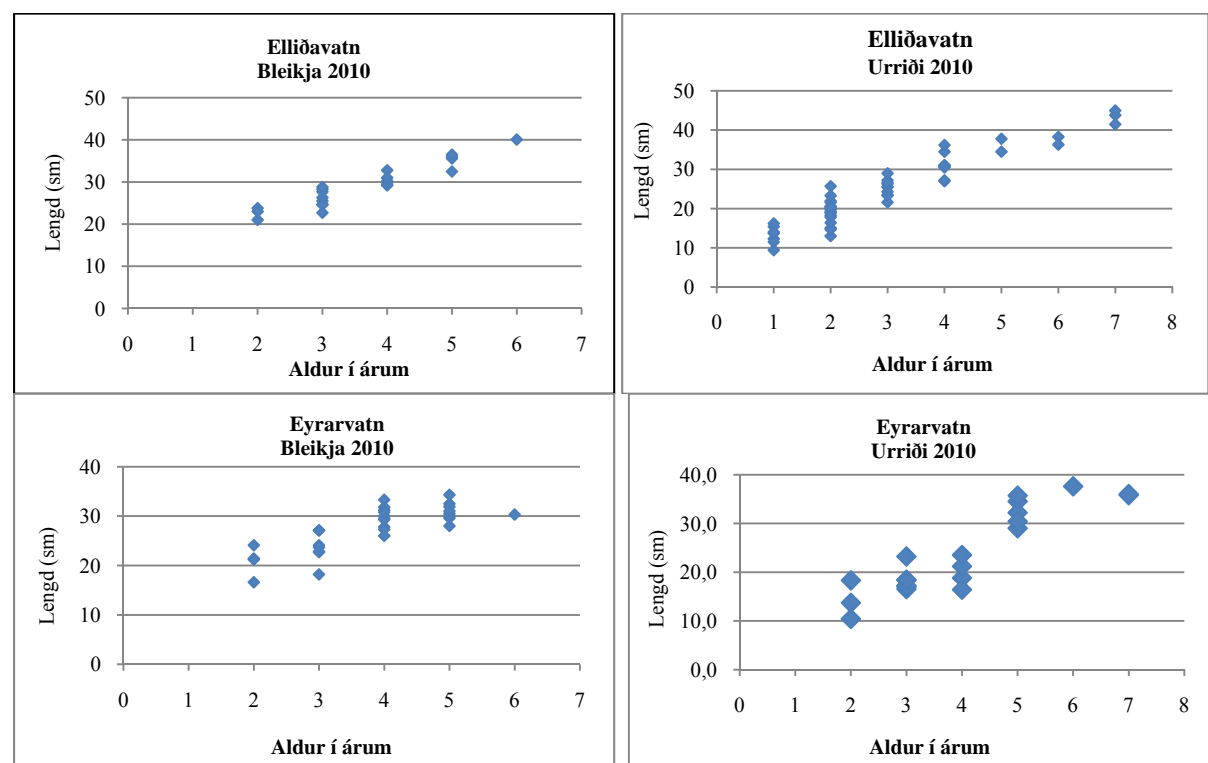 Elliðavatn
Bleikja 2010
Lengd (sm)
50
40
30
20
10
0
0 1 2 3 4 5 6 7
Aldur í árum
Elliðavatn
Urriði 2010
Lengd (sm)
50
40
30
20
10
0
0 1 2 3 4 5 6 7 8
Aldur í árum
Eyrarvatn
Bleikja 2010
Lengd (sm)
40
30
20
10
0
0 1 2 3 4 5 6 7
Aldur í árum
Eyrarvatn
Urriði 2010
Lengd (sm)
40,0
30,0
20,0
10,0
0,0
0 1 2 3 4 5 6 7 8
Aldur í árum